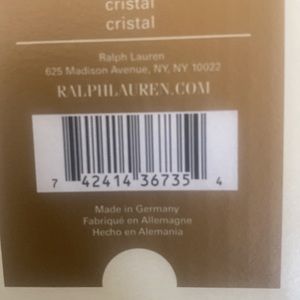 cristal
cristal
Ralph Lauren
625 Madison Avenue, NY, NY 10022
RALPHLAUREN.COM
7 42414 36735 4
Made in Germany
Fabriqué en Allemagne
Hecho en Alemania